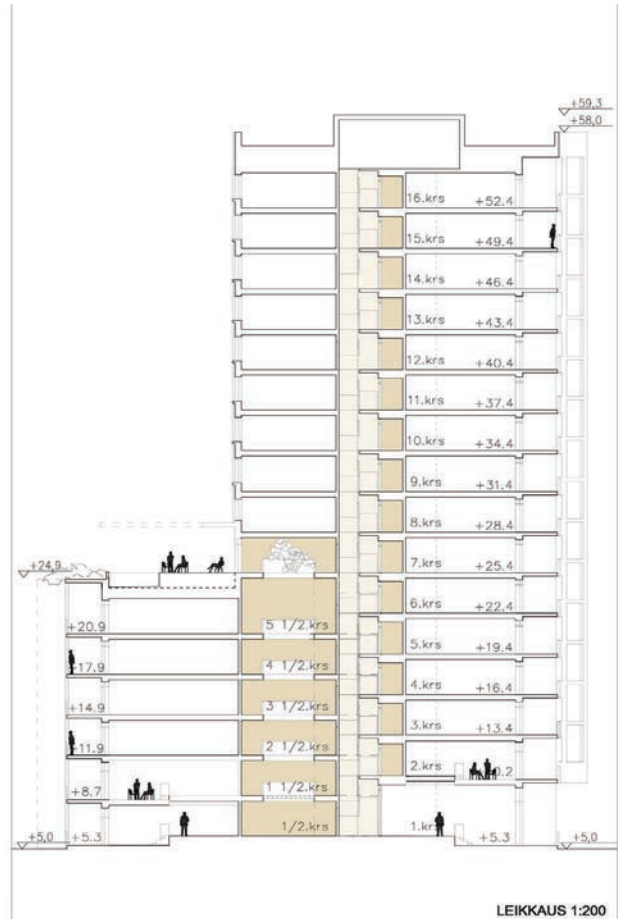 +59,3
+58,0
16.krs +52.4
15.krs +49.4
14.krs +46.4
13.krs +43.4
12.krs +40.4
11.krs +37.4
10.krs +34.4
9.krs +31.4
8.krs +28.4
7.krs +25.4
+24,9
6.krs +22.4
+20.9 5 1/2.krs
5.krs +19.4
+17.9 4 1/2.krs
4.krs +16.4
+14.9 3 1/2.krs
3.krs +13.4
+11.9 2 1/2.krs
2.krs
+8.7 1 1/2.krs
+5,0 +5.3 1/2.krs 1.krs +5.3 +5,0
LEIKKAUS 1:200